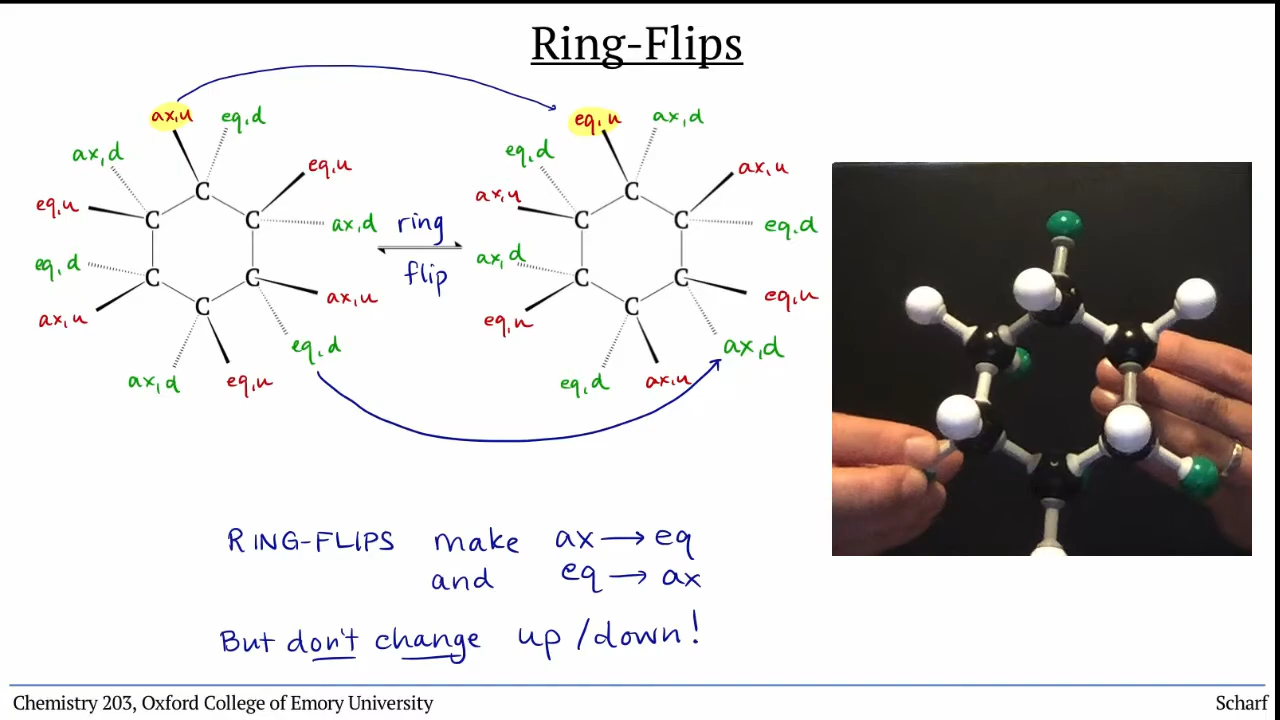 Ring-Flips
ax,u eq,d
ax,d eq,u
eq,u C
C C ax,d
eq,d C C
ax,u C ax,u
eq,d
ax,d eq,u
ring
flip
eq,u ax,d
eq,d ax,u
ax,u C
C C eq,d
ax,d C C
eq,u C eq,u
ax,d
eq,d ax,u
RING-FLIPS make ax → eq
and eq → ax
But don't change up/down!
Chemistry 203, Oxford College of Emory University
Scharf